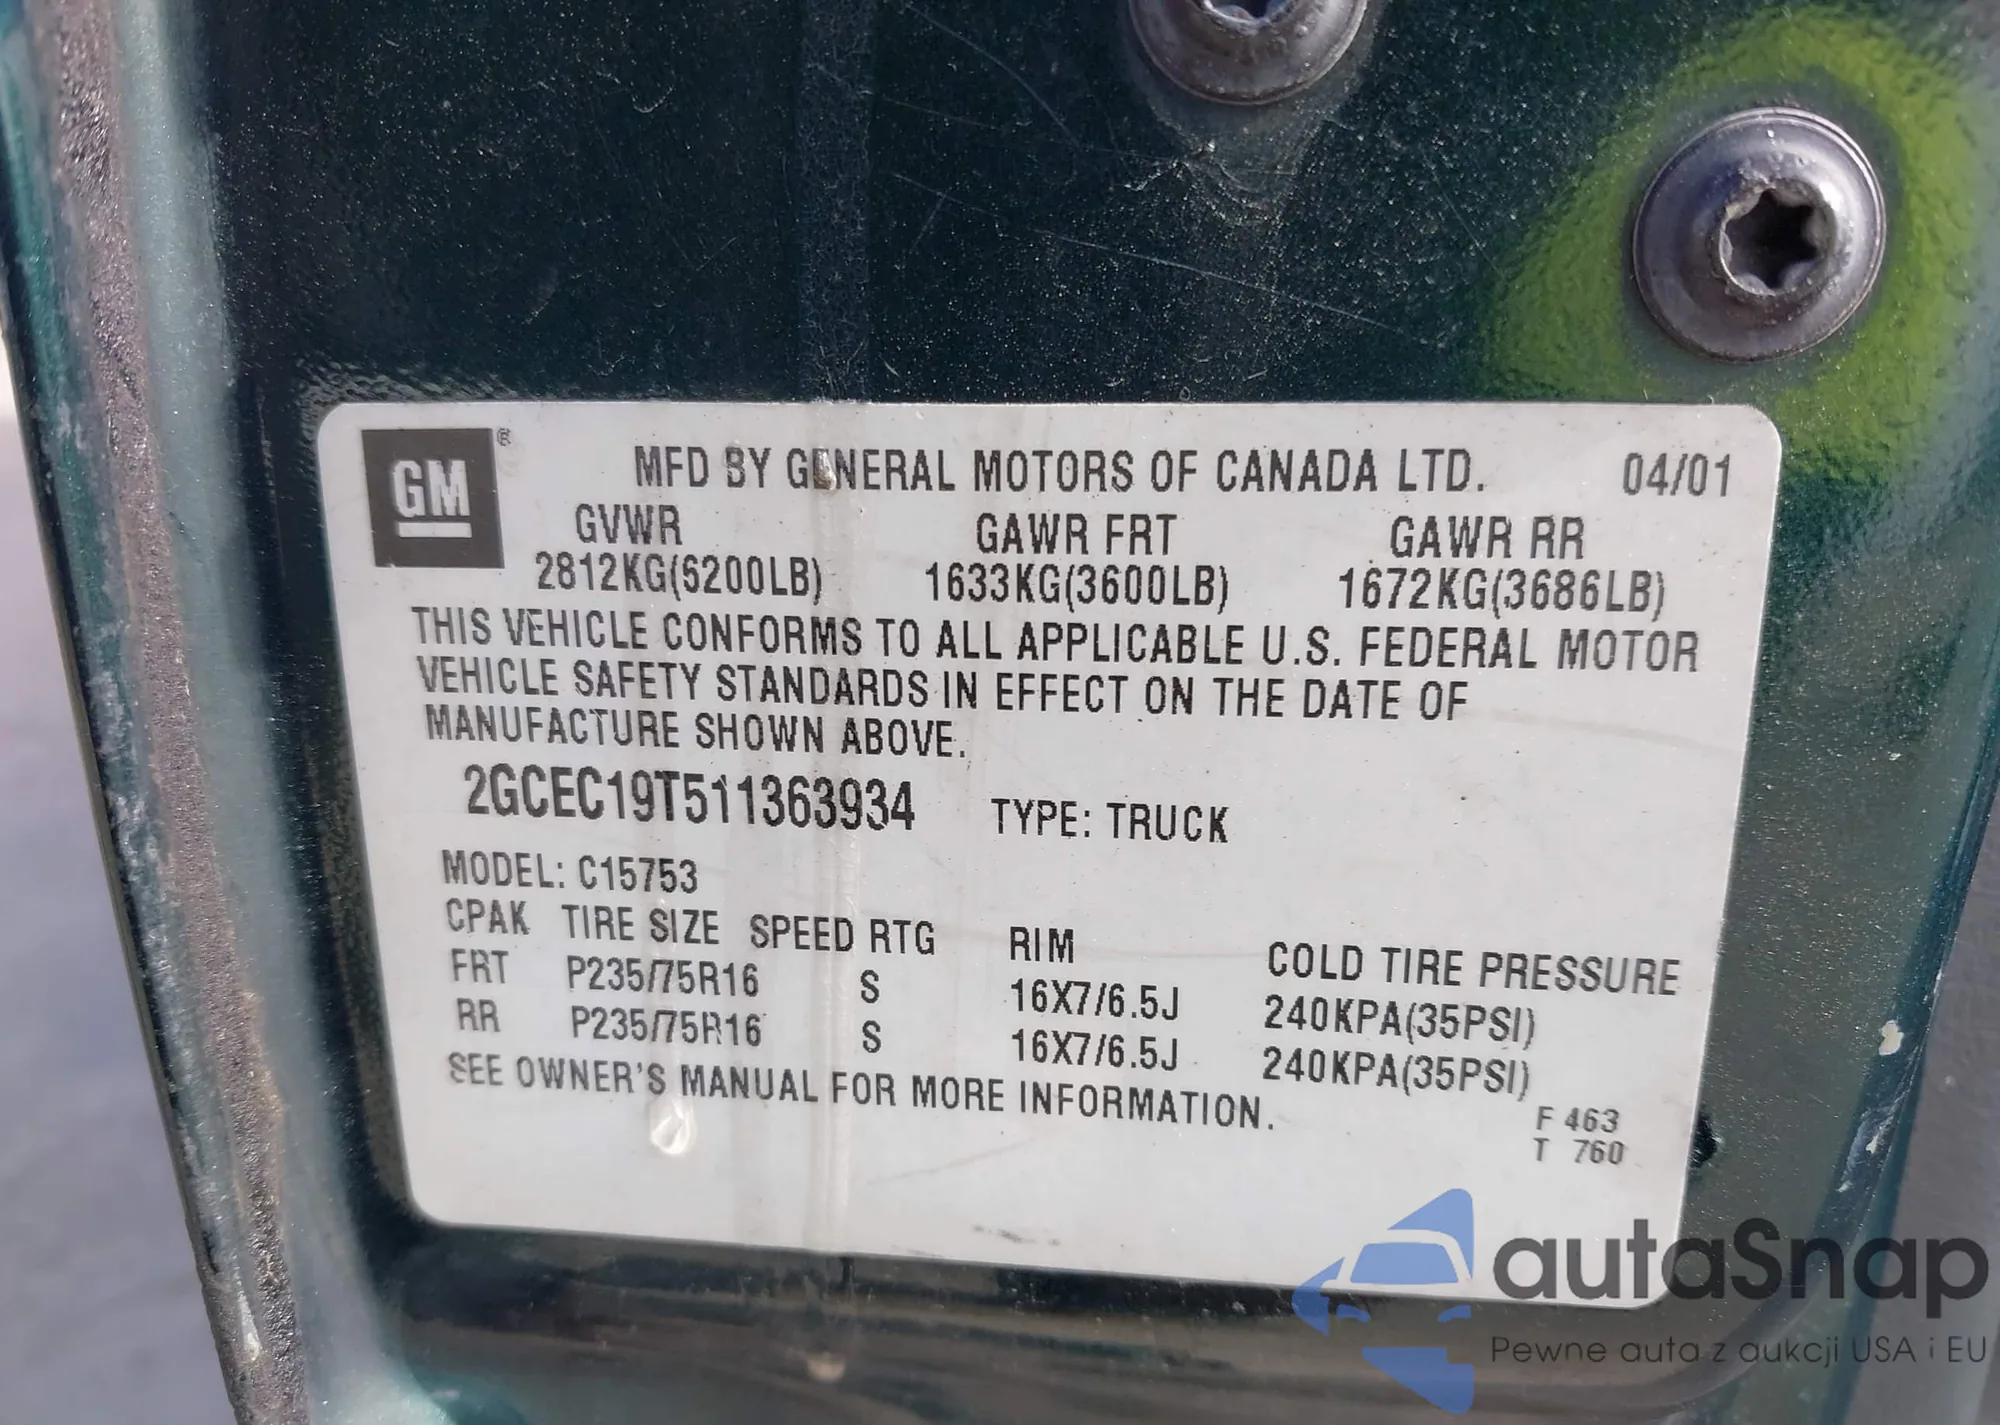 GM ®
MFD BY GENERAL MOTORS OF CANADA LTD. 04/01
GVWR GAWR FRT GAWR RR
2812KG(6200LB) 1633KG(3600LB) 1672KG(3686LB)
THIS VEHICLE CONFORMS TO ALL APPLICABLE U.S. FEDERAL MOTOR
VEHICLE SAFETY STANDARDS IN EFFECT ON THE DATE OF
MANUFACTURE SHOWN ABOVE.
2GCEC19T511363934 TYPE: TRUCK
MODEL: C15753
CPAK TIRE SIZE SPEED RTG RIM COLD TIRE PRESSURE
FRT P235/75R16 S 16X7/6.5J 240KPA(35PSI)
RR P235/75R16 S 16X7/6.5J 240KPA(35PSI)
SEE OWNER'S MANUAL FOR MORE INFORMATION.
F 463
T 760
autaSnap
Pewne auta z aukcji USA i EU